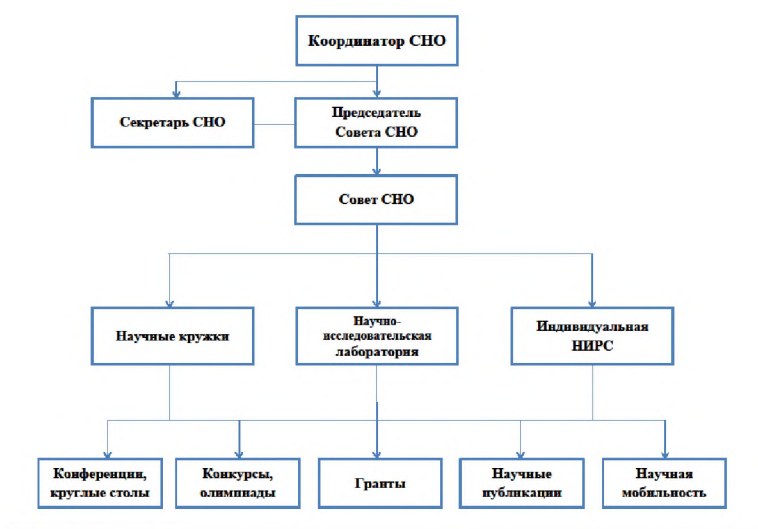 Координатор СНО
Секретарь СНО
Председатель
Совета СНО
Совет СНО
Научные кружки
Научно-
исследовательская
лаборатория
Индивидуальная
НИРС
Конференции,
круглые столы
Конкурсы,
олимпиады
Гранты
Научные
публикации
Научная
мобильность